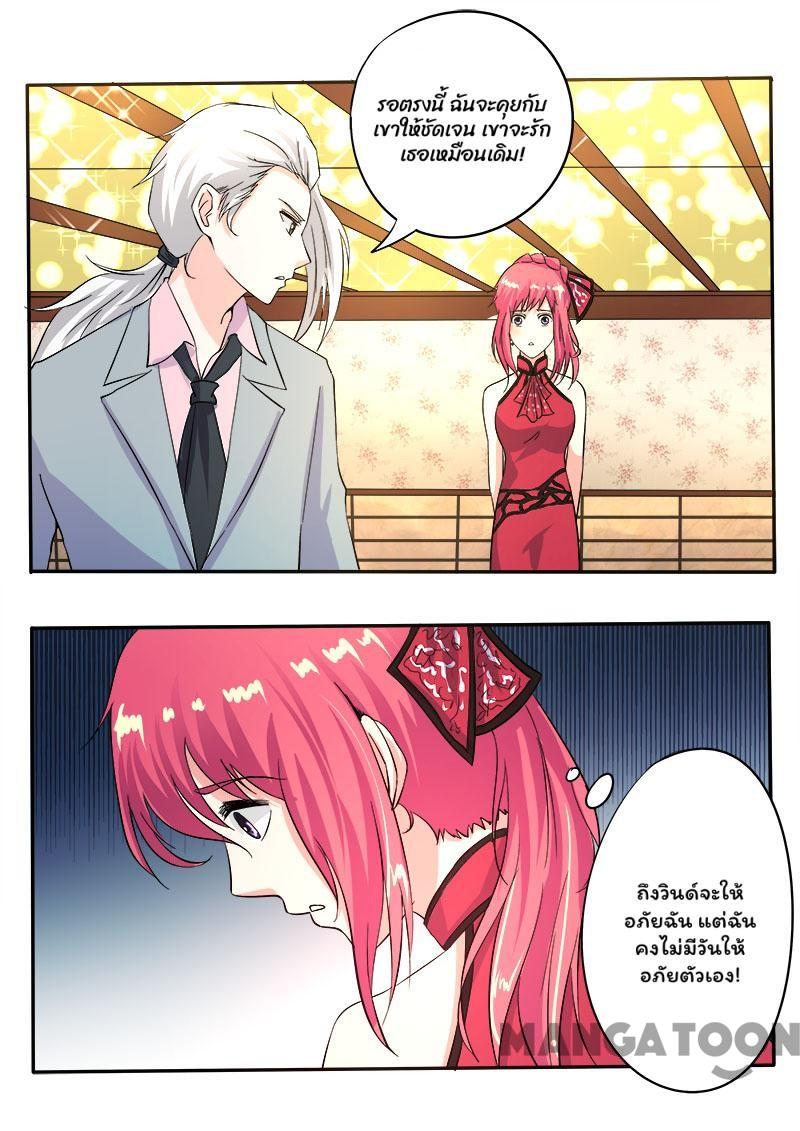 รอตรงนี้ ฉันจะคุยกับ
เขาให้ชัดเจน เขาจะรัก
เธอเหมือนเดิม!
ถึงวินด์จะให้
อภัยฉัน แต่ฉัน
คงไม่มีวันให้
อภัยตัวเอง!
MANGATOON